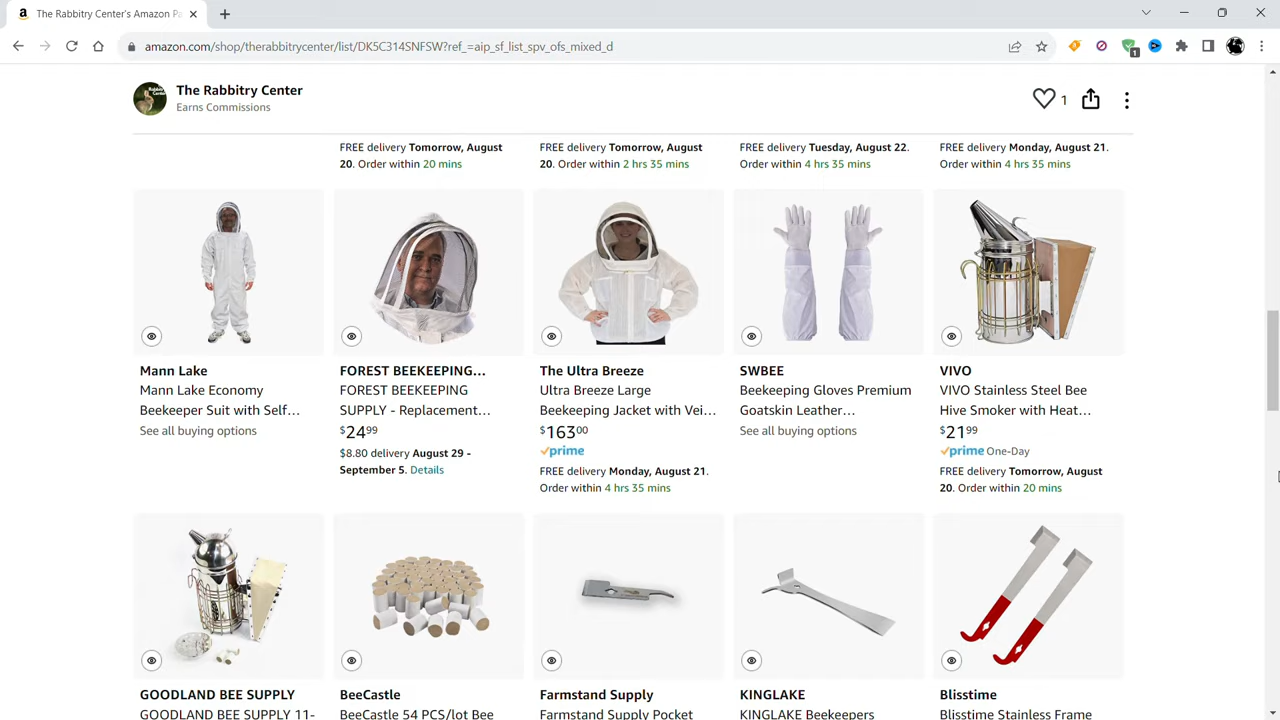 The Rabbitry Center's Amazon Pa
amazon.com/shop/therabbitrycenter/list/DK5C314SNFSW?ref_=aip_sf_list_spv_ofs_mixed_d
1
The Rabbitry Center
Earns Commissions
1
FREE delivery Tomorrow, August
20. Order within 20 mins
FREE delivery Tomorrow, August
20. Order within 2 hrs 35 mins
FREE delivery Tuesday, August 22.
Order within 4 hrs 35 mins
FREE delivery Monday, August 21.
Order within 4 hrs 35 mins
Mann Lake
Mann Lake Economy
Beekeeper Suit with Self...
See all buying options
FOREST BEEKEEPING...
FOREST BEEKEEPING
SUPPLY - Replacement...
$2499
$8.80 delivery August 29 -
September 5. Details
The Ultra Breeze
Ultra Breeze Large
Beekeeping Jacket with Vei...
$16300
prime
FREE delivery Monday, August 21.
Order within 4 hrs 35 mins
SWBEE
Beekeeping Gloves Premium
Goatskin Leather...
See all buying options
VIVO
VIVO Stainless Steel Bee
Hive Smoker with Heat...
$2199
prime One-Day
FREE delivery Tomorrow, August
20. Order within 20 mins
GOODLAND BEE SUPPLY
GOODLAND BEE SUPPLY 11-
BeeCastle
BeeCastle 54 PCS/lot Bee
Farmstand Supply
Farmstand Supply Pocket
KINGLAKE
KINGLAKE Beekeepers
Blisstime
Blisstime Stainless Frame